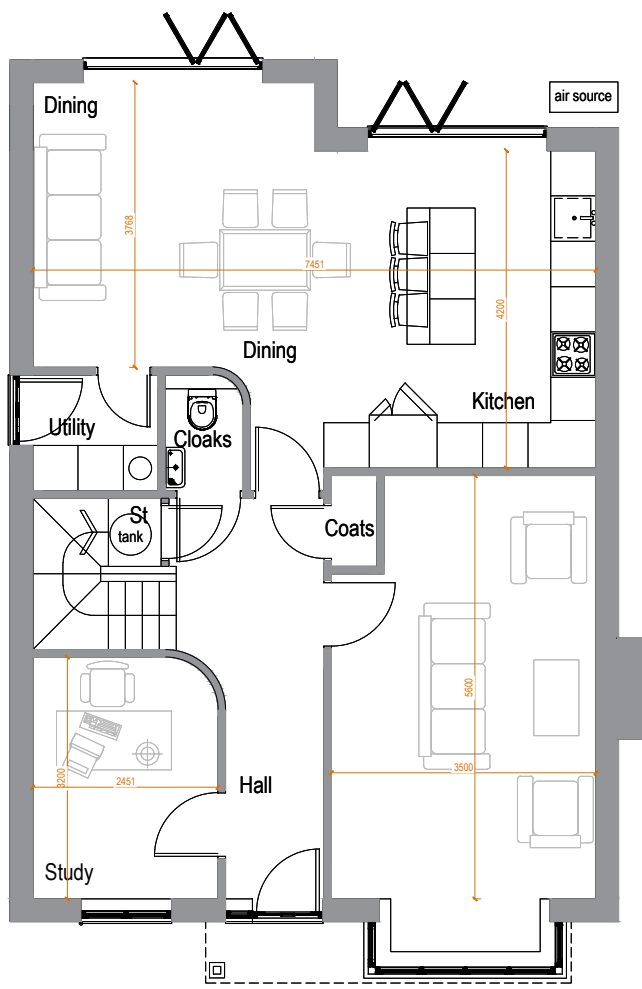 air source
Dining
3768
7451
4200
Dining
Kitchen
Utility
Cloaks
St
tank
Coats
5600
3500
3200
2451
Hall
Study